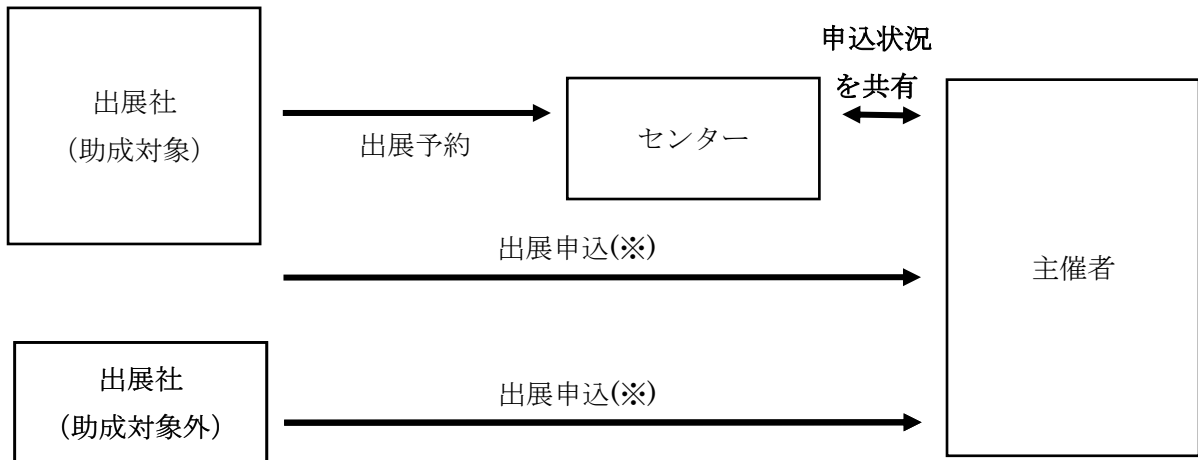 出展社
（助成対象）
出展予約
センター
申込状況
を共有
出展申込(※)
主催者
出展社
（助成対象外）
出展申込(※)